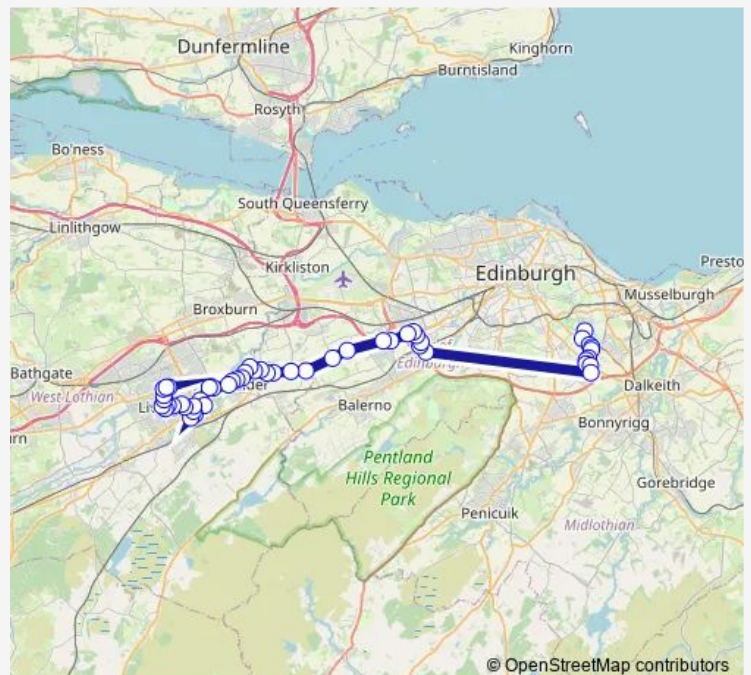 Dunfermline
Kinghorn
Burntisland
Rosyth
Bo'ness
South Queensferry
Linlithgow
Kirkliston
Edinburgh
Presto
Musselburgh
Broxburn
Bathgate
West Lothian
Dalkeith
Balerno
Bonnyrigg
Pentland
Hills Regional
Park
Gorebridge
Penicuik
Midlothian
© OpenStreetMap contributors